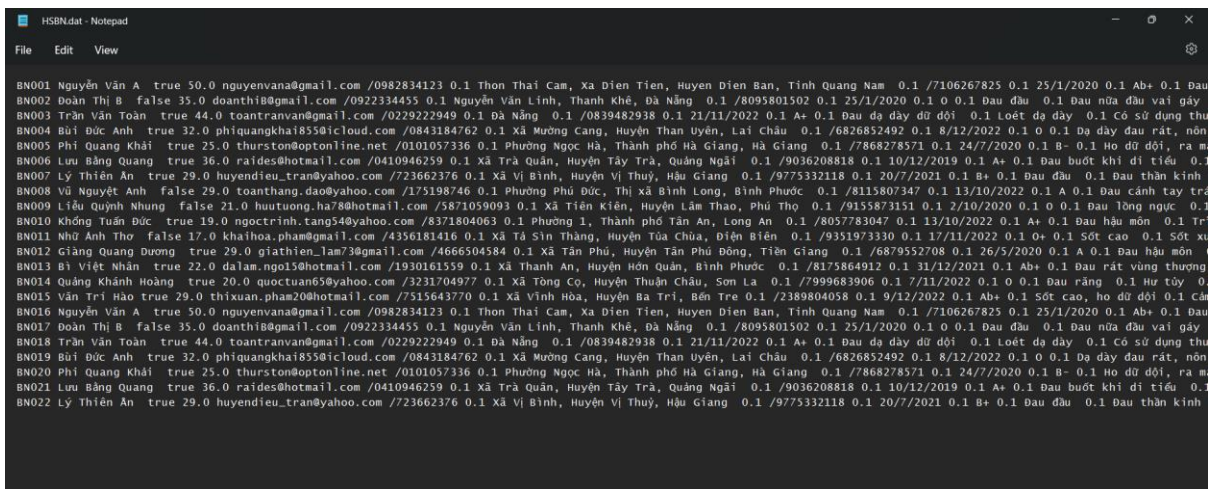 HSBN.dat - Notepad
File Edit View
BN001 Nguyễn Văn A true 50.0 nguyenvana@gmail.com /0982834123 0.1 Thon Thai Cam, Xa Dien Tien, Huyen Dien Ban, Tinh Quang Nam 0.1 /7106267825 0.1 25/1/2020 0.1 Ab+ 0.1 Đau
BN002 Đoàn Thị B false 35.0 doanthiB@gmail.com /0922334455 0.1 Nguyễn Văn Linh, Thanh Khê, Đà Nẵng 0.1 /8095801502 0.1 25/1/2020 0.1 O 0.1 Đau đầu 0.1 Đau nữa đầu vai gáy
BN003 Trần Văn Toàn true 44.0 toantranvan@gmail.com /0229222949 0.1 Đà Nẵng 0.1 /0839482938 0.1 21/11/2022 0.1 A+ 0.1 Đau dạ dày dữ dội 0.1 Loét dạ dày 0.1 Có sử dụng thu
BN004 Bùi Đức Anh true 32.0 phiquangkhai855@icloud.com /0843184762 0.1 Xã Mường Cang, Huyện Than Uyên, Lai Châu 0.1 /6826852492 0.1 8/12/2022 0.1 O 0.1 Dạ dày đau rát, nôn
BN005 Phi Quang Khải true 25.0 thurston@optonline.net /0101057336 0.1 Phường Ngọc Hà, Thành phố Hà Giang, Hà Giang 0.1 /7868278571 0.1 24/7/2020 0.1 B- 0.1 Ho dữ dội, ra m
BN006 Lưu Bằng Quang true 36.0 raides@hotmail.com /0410946259 0.1 Xã Trà Quân, Huyện Tây Trà, Quảng Ngãi 0.1 /9036208818 0.1 10/12/2019 0.1 A+ 0.1 Đau buốt khi di tiểu 0.1
BN007 Lý Thiên Ân true 29.0 huyendieu_tran@yahoo.com /723662376 0.1 Xã Vị Bình, Huyện Vị Thuỷ, Hậu Giang 0.1 /9775332118 0.1 20/7/2021 0.1 B+ 0.1 Đau đầu 0.1 Đau thần kinh
BN008 Vũ Nguyệt Anh false 29.0 toanthang.dao@yahoo.com /175198746 0.1 Phường Phú Đức, Thị xã Bình Long, Bình Phước 0.1 /8115807347 0.1 13/10/2022 0.1 A 0.1 Đau cánh tay trá
BN009 Liễu Quỳnh Nhung false 21.0 huutuong.ha78@hotmail.com /5871059093 0.1 Xã Tiên Kiên, Huyện Lâm Thao, Phú Thọ 0.1 /9155873151 0.1 2/10/2020 0.1 O 0.1 Đau lồng ngực 0.1
BN010 Khổng Tuấn Đức true 19.0 ngoctrinh.tang54@yahoo.com /8371804063 0.1 Phường 1, Thành phố Tân An, Long An 0.1 /8057783047 0.1 13/10/2022 0.1 A+ 0.1 Đau hậu môn 0.1 Trĩ
BN011 Nhữ Anh Thơ false 17.0 khaihoa.pham@gmail.com /4356181416 0.1 Xã Tả Sìn Thàng, Huyện Tủa Chùa, Điện Biên 0.1 /9351973330 0.1 17/11/2022 0.1 O+ 0.1 Sốt cao 0.1 Sốt xu
BN012 Giàng Quang Dương true 29.0 giathien_lam73@gmail.com /4666504584 0.1 Xã Tân Phú, Huyện Tân Phú Đông, Tiền Giang 0.1 /6879552708 0.1 26/5/2020 0.1 A 0.1 Đau hậu môn
BN013 Bì Việt Nhân true 22.0 dalam.ngo15@hotmail.com /1930161559 0.1 Xã Thanh An, Huyện Hớn Quản, Bình Phước 0.1 /8175864912 0.1 31/12/2021 0.1 Ab+ 0.1 Đau rát vùng thượng
BN014 Quảng Khánh Hoàng true 20.0 quoctuan65@yahoo.com /3231704977 0.1 Xã Tòng Cọ, Huyện Thuận Châu, Sơn La 0.1 /7999683906 0.1 7/11/2022 0.1 O 0.1 Đau răng 0.1 Hư tủy 0.
BN015 Văn Trí Hào true 29.0 thixuan.pham20@hotmail.com /7515643770 0.1 Xã Vĩnh Hòa, Huyện Ba Tri, Bến Tre 0.1 /2389804058 0.1 9/12/2022 0.1 Ab+ 0.1 Sốt cao, ho dữ dội 0.1 Cảm
BN016 Nguyễn Văn A true 50.0 nguyenvana@gmail.com /0982834123 0.1 Thon Thai Cam, Xa Dien Tien, Huyen Dien Ban, Tinh Quang Nam 0.1 /7106267825 0.1 25/1/2020 0.1 Ab+ 0.1 Đau
BN017 Đoàn Thị B false 35.0 doanthiB@gmail.com /0922334455 0.1 Nguyễn Văn Linh, Thanh Khê, Đà Nẵng 0.1 /8095801502 0.1 25/1/2020 0.1 O 0.1 Đau đầu 0.1 Đau nữa đầu vai gáy
BN018 Trần Văn Toàn true 44.0 toantranvan@gmail.com /0229222949 0.1 Đà Nẵng 0.1 /0839482938 0.1 21/11/2022 0.1 A+ 0.1 Đau dạ dày dữ dội 0.1 Loét dạ dày 0.1 Có sử dụng thu
BN019 Bùi Đức Anh true 32.0 phiquangkhai855@icloud.com /0843184762 0.1 Xã Mường Cang, Huyện Than Uyên, Lai Châu 0.1 /6826852492 0.1 8/12/2022 0.1 O 0.1 Dạ dày đau rát, nôn
BN020 Phi Quang Khải true 25.0 thurston@optonline.net /0101057336 0.1 Phường Ngọc Hà, Thành phố Hà Giang, Hà Giang 0.1 /7868278571 0.1 24/7/2020 0.1 B- 0.1 Ho dữ dội, ra m
BN021 Lưu Bằng Quang true 36.0 raides@hotmail.com /0410946259 0.1 Xã Trà Quân, Huyện Tây Trà, Quảng Ngãi 0.1 /9036208818 0.1 10/12/2019 0.1 A+ 0.1 Đau buốt khi di tiểu 0.1
BN022 Lý Thiên Ân true 29.0 huyendieu_tran@yahoo.com /723662376 0.1 Xã Vị Bình, Huyện Vị Thuỷ, Hậu Giang 0.1 /9775332118 0.1 20/7/2021 0.1 B+ 0.1 Đau đầu 0.1 Đau thần kinh